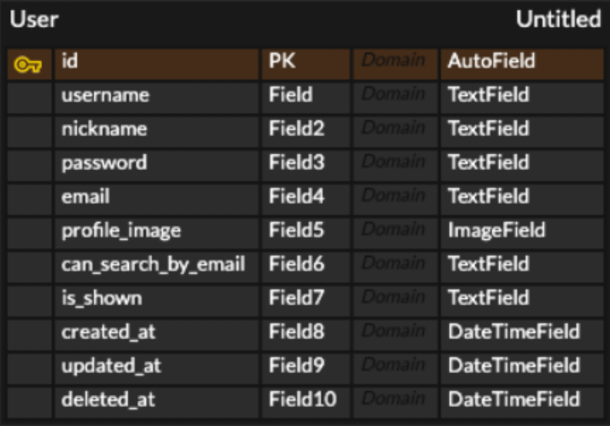 User Untitled
id PK Domain AutoField
username Field Domain TextField
nickname Field2 Domain TextField
password Field3 Domain TextField
email Field4 Domain TextField
profile_image Field5 Domain ImageField
can_search_by_email Field6 Domain TextField
is_shown Field7 Domain TextField
created_at Field8 Domain DateTimeField
updated_at Field9 Domain DateTimeField
deleted_at Field10 Domain DateTimeField